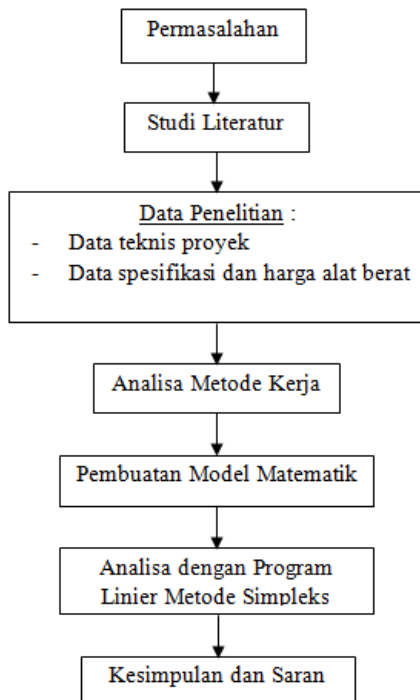 Permasalahan
Studi Literatur
Data Penelitian :
- Data teknis proyek
- Data spesifikasi dan harga alat berat
Analisa Metode Kerja
Pembuatan Model Matematik
Analisa dengan Program
Linier Metode Simpleks
Kesimpulan dan Saran